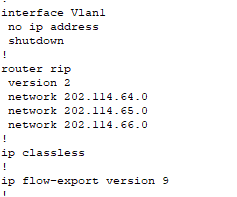 !
interface Vlan1
 no ip address
 shutdown
!
router rip
 version 2
 network 202.114.64.0
 network 202.114.65.0
 network 202.114.66.0
!
ip classless
!
ip flow-export version 9
!